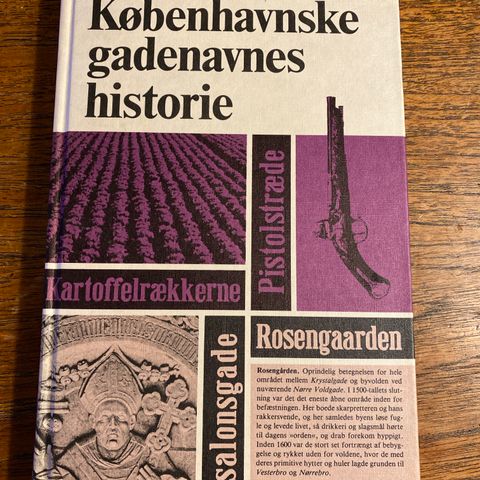 Københavnske
gadenavnes
historie
Pistolstræde
Kartoffelrækkerne
salonsgade
Rosengaarden
Rosengården. Oprindelig betegnelsen for hele
området mellem Krystalgade og byvolden ved
nuværende Nørre Voldgade. I 1500-tallets slut-
ning var det det eneste åbne område inden for
befæstningen. Her boede skarpretteren og hans
rakkersvende, og her samledes byens løse fug-
le og levede livet, så drikkeri og slagsmål hørte
til dagens »orden«, og drab forekom hyppigt.
Inden 1600 var de stort set fortrængt af bebyg-
gelse og rykket uden for voldene, hvor de med
deres primitive hytter og huler lagde grunden til
Vesterbro og Nørrebro.